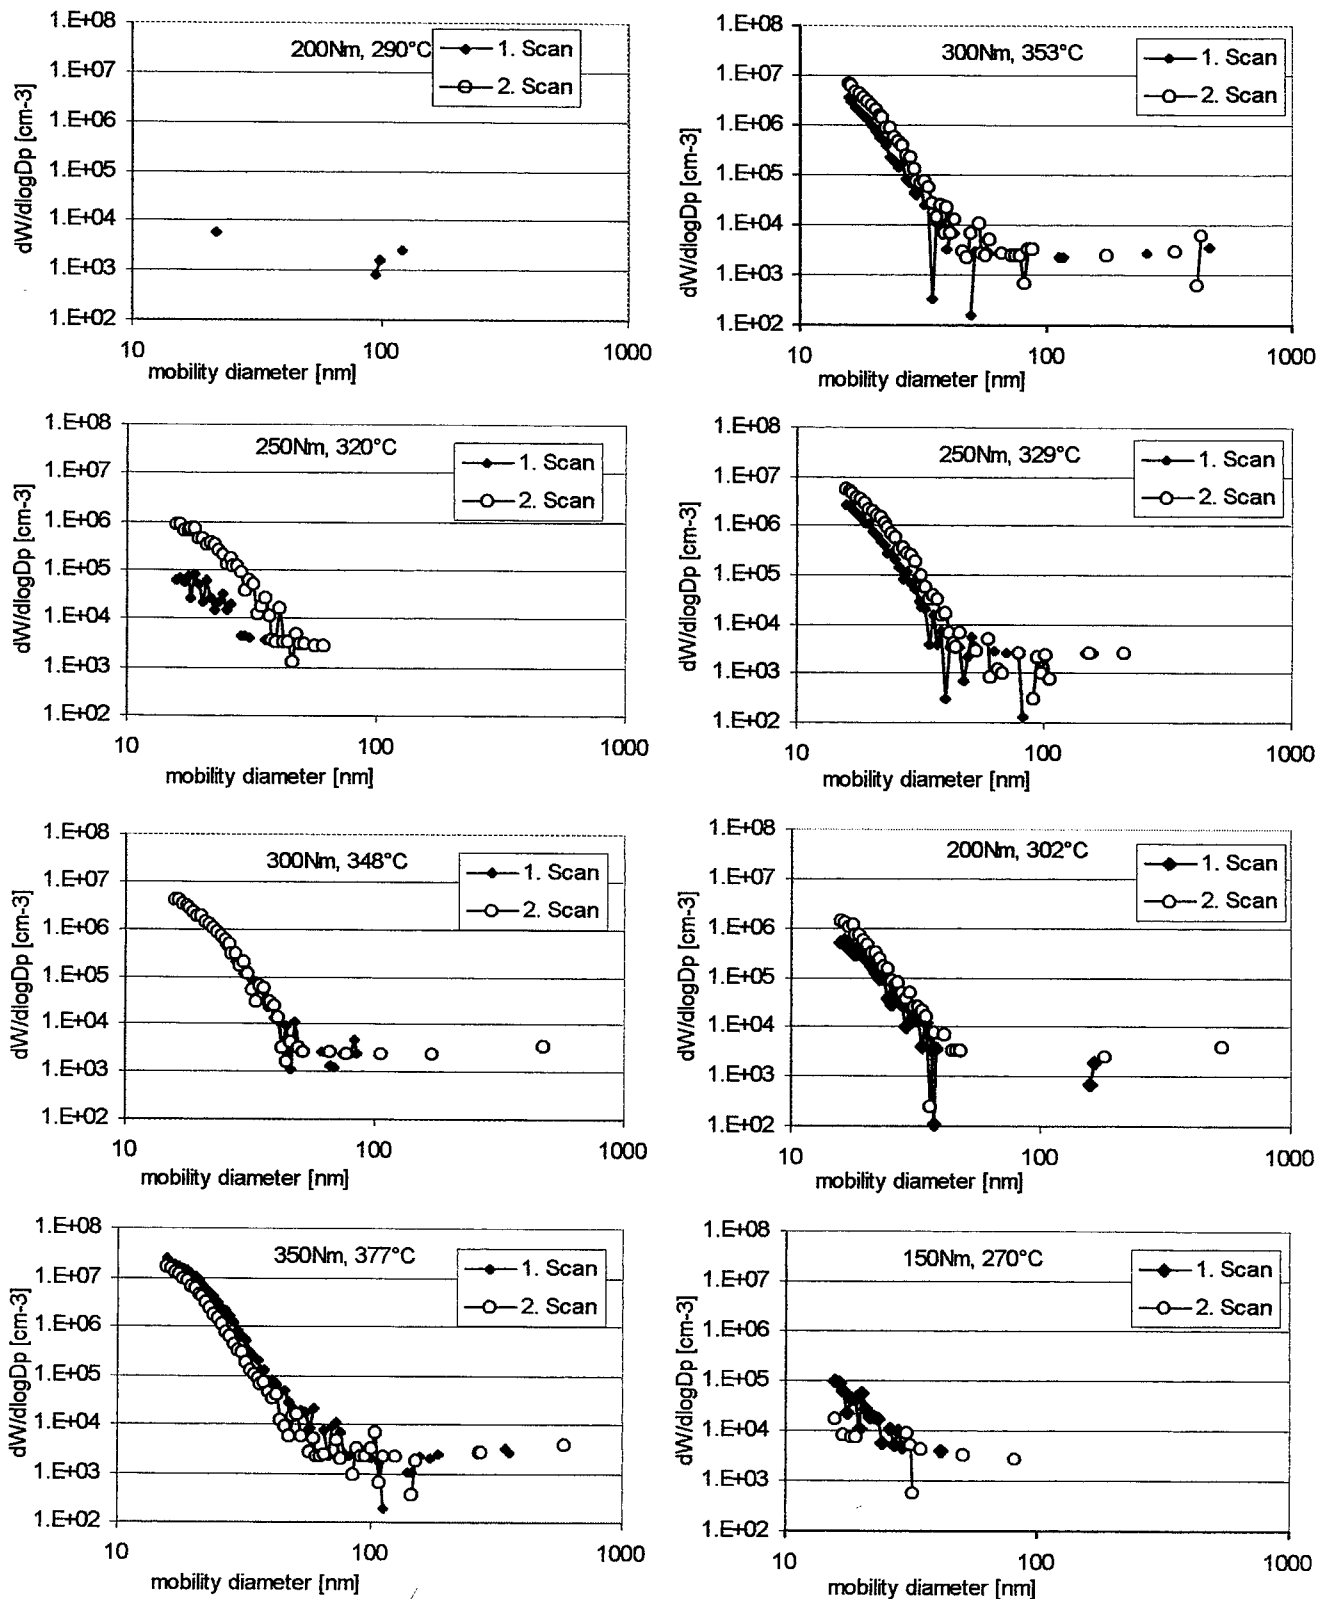 200Nm, 290°C
1. Scan
2. Scan
dW/dlogDp [cm-3]
1.E+08
1.E+07
1.E+06
1.E+05
1.E+04
1.E+03
1.E+02
10
100
1000
mobility diameter [nm]
300Nm, 353°C
1. Scan
2. Scan
dW/dlogDp [cm-3]
1.E+08
1.E+07
1.E+06
1.E+05
1.E+04
1.E+03
1.E+02
10
100
1000
mobility diameter [nm]
250Nm, 320°C
1. Scan
2. Scan
dW/dlogDp [cm-3]
1.E+08
1.E+07
1.E+06
1.E+05
1.E+04
1.E+03
1.E+02
10
100
1000
mobility diameter [nm]
250Nm, 329°C
1. Scan
2. Scan
dW/dlogDp [cm-3]
1.E+08
1.E+07
1.E+06
1.E+05
1.E+04
1.E+03
1.E+02
10
100
1000
mobility diameter [nm]
300Nm, 348°C
1. Scan
2. Scan
dW/dlogDp [cm-3]
1.E+08
1.E+07
1.E+06
1.E+05
1.E+04
1.E+03
1.E+02
10
100
1000
mobility diameter [nm]
200Nm, 302°C
1. Scan
2. Scan
dW/dlogDp [cm-3]
1.E+08
1.E+07
1.E+06
1.E+05
1.E+04
1.E+03
1.E+02
10
100
1000
mobility diameter [nm]
350Nm, 377°C
1. Scan
2. Scan
dW/dlogDp [cm-3]
1.E+08
1.E+07
1.E+06
1.E+05
1.E+04
1.E+03
1.E+02
10
100
1000
mobility diameter [nm]
150Nm, 270°C
1. Scan
2. Scan
dW/dlogDp [cm-3]
1.E+08
1.E+07
1.E+06
1.E+05
1.E+04
1.E+03
1.E+02
10
100
1000
mobility diameter [nm]